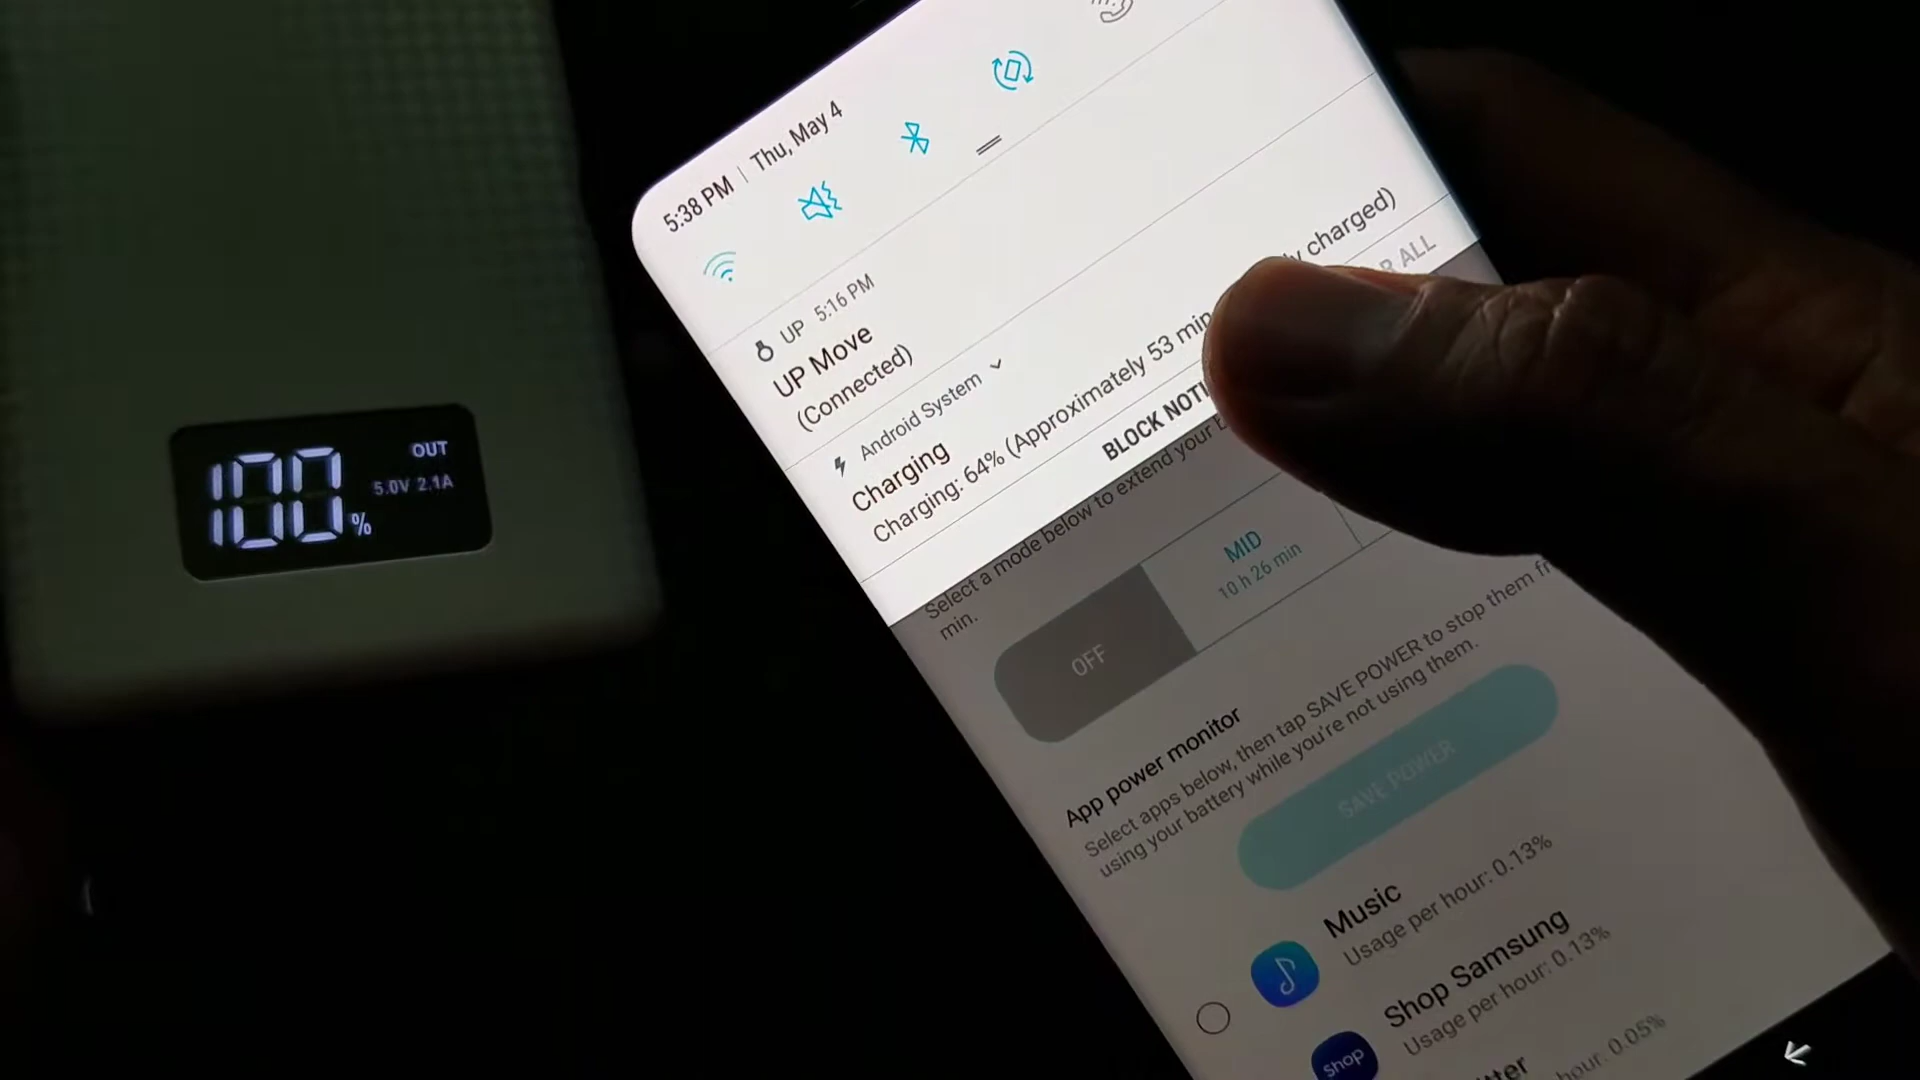 100 %
OUT
5.0V 2.1A
5:38 PM | Thu, May 4
UP 5:16 PM
UP Move
(Connected)
Android System
Charging
Charging: 64% (Approximately 53 min charged)
BLOCK
ALL
Select a mode below to extend your
min.
OFF
MID
10 h 26 min
App power monitor
Select apps below, then tap SAVE POWER to stop them
using your battery while you're not using them.
SAVE POWER
Music
Usage per hour: 0.13%
Shop Samsung
Usage per hour: 0.13%
shop
hour: 0.05%